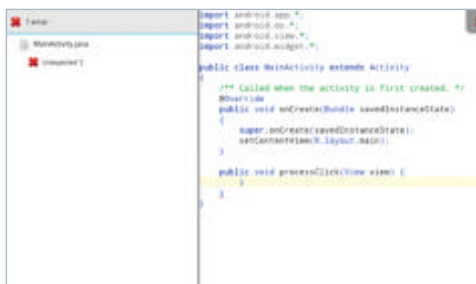 1 error
MainActivity.java
Unexpected '}'
import android.app.*;
import android.os.*;
import android.view.*;
import android.widget.*;
public class MainActivity extends Activity
{
/** Called when the activity is first created. */
@Override
public void onCreate(Bundle savedInstanceState)
{
super.onCreate(savedInstanceState);
setContentView(R.layout.main);
}
public void processClick(View view) {
}
}
}